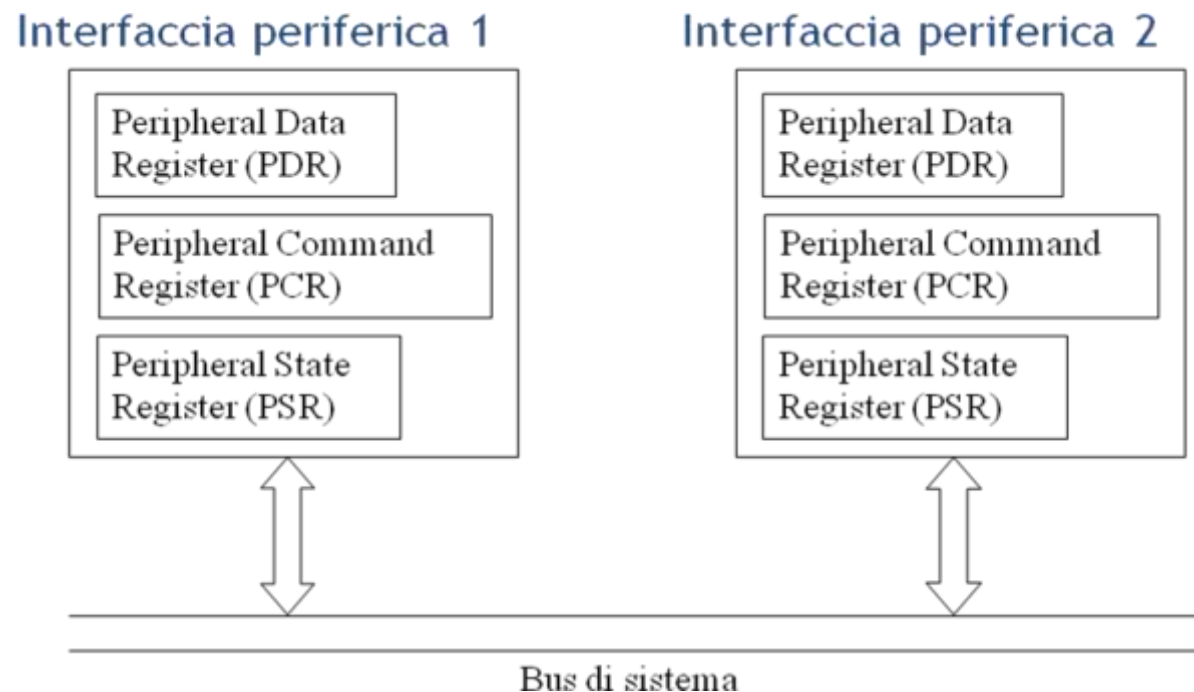 Interfaccia periferica 1
Peripheral Data
Register (PDR)
Peripheral Command
Register (PCR)
Peripheral State
Register (PSR)
Interfaccia periferica 2
Peripheral Data
Register (PDR)
Peripheral Command
Register (PCR)
Peripheral State
Register (PSR)
Bus di sistema